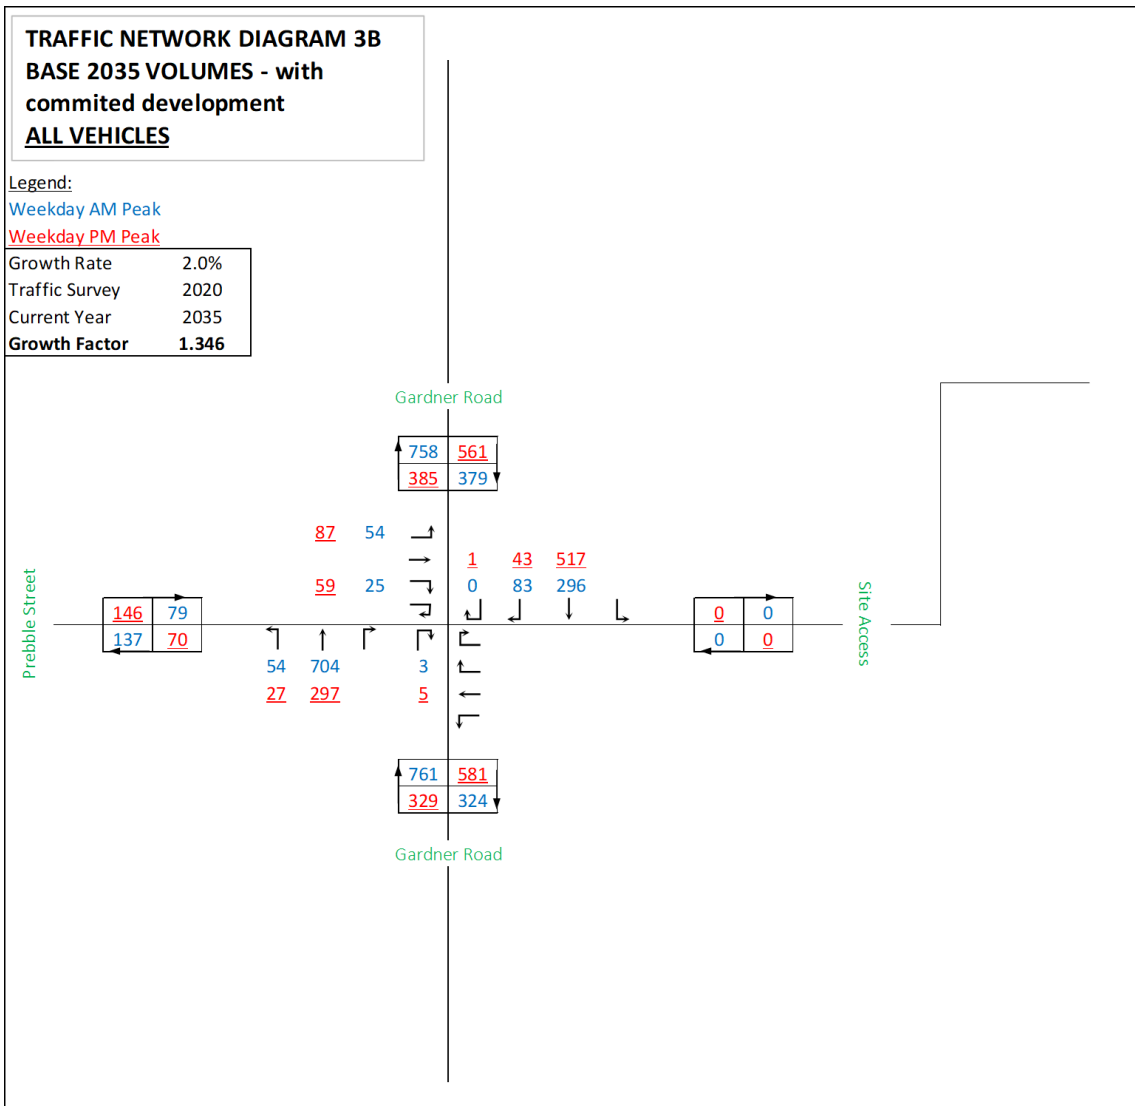 TRAFFIC NETWORK DIAGRAM 3B
BASE 2035 VOLUMES - with
commited development
ALL VEHICLES
Legend:
Weekday AM Peak
Weekday PM Peak
Growth Rate 2.0%
Traffic Survey 2020
Current Year 2035
Growth Factor 1.346
Gardner Road
758 561
385 379
87 54
1 43 517
59 25
0 83 296
Prebble Street
146 79
137 70
0 0
0 0
Site Access
54 704 3
27 297 5
761 581
329 324
Gardner Road